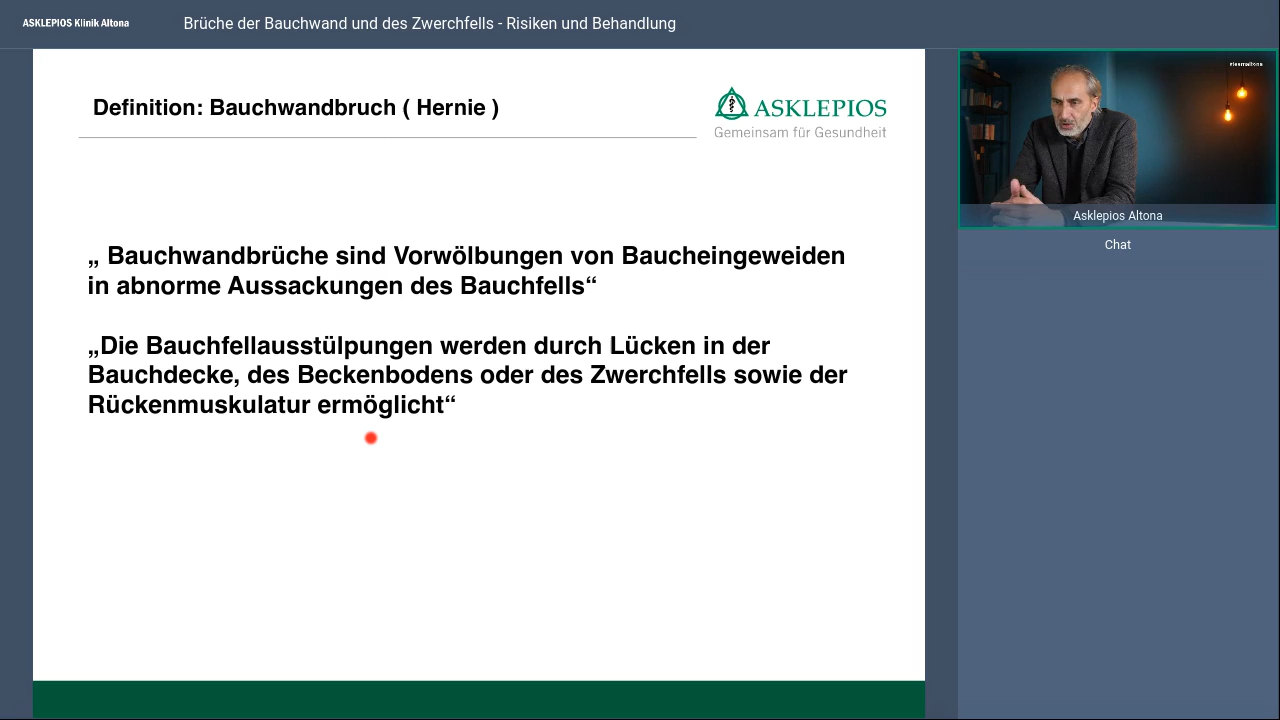 ASKLEPIOS Klinik Altona
Brüche der Bauchwand und des Zwerchfells - Risiken und Behandlung
Definition: Bauchwandbruch ( Hernie )
ASKLEPIOS
Gemeinsam für Gesundheit
„ Bauchwandbrüche sind Vorwölbungen von Baucheingeweiden
in abnorme Aussackungen des Bauchfells“
„Die Bauchfellausstülpungen werden durch Lücken in der
Bauchdecke, des Beckenbodens oder des Zwerchfells sowie der
Rückenmuskulatur ermöglicht“
#teamaltona
Asklepios Altona
Chat